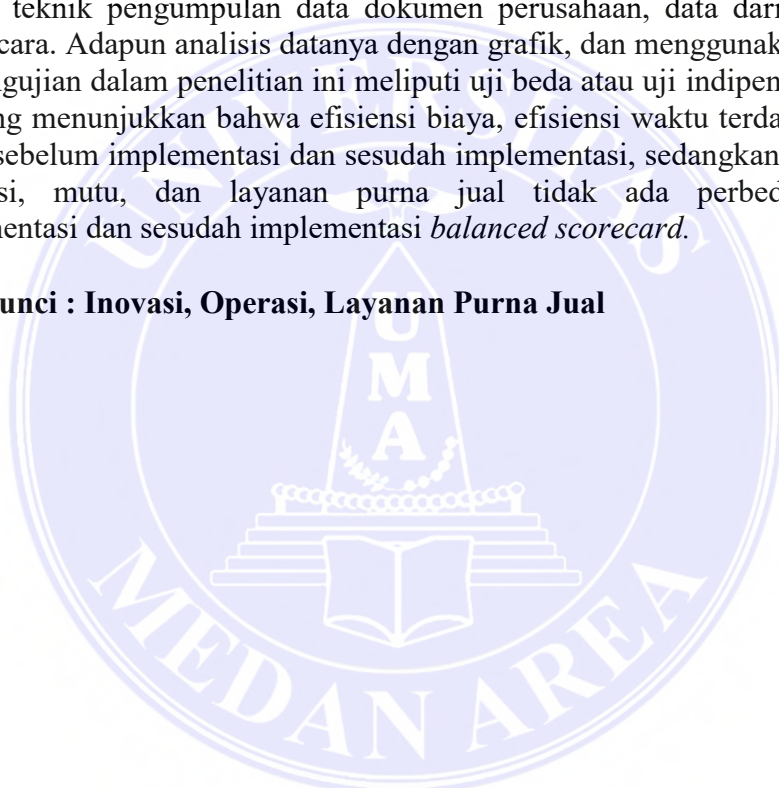 teknik pengumpulan data dokumen perusahaan, data dari
cara. Adapun analisis datanya dengan grafik, dan menggunak
gujian dalam penelitian ini meliputi uji beda atau uji indipen
ng menunjukkan bahwa efisiensi biaya, efisiensi waktu terda
sebelum implementasi dan sesudah implementasi, sedangkan
si, mutu, dan layanan purna jual tidak ada perbed
mentasi dan sesudah implementasi balanced scorecard.
unci : Inovasi, Operasi, Layanan Purna Jual
UNIVERSITAS
U
M
A
MEDAN AREA